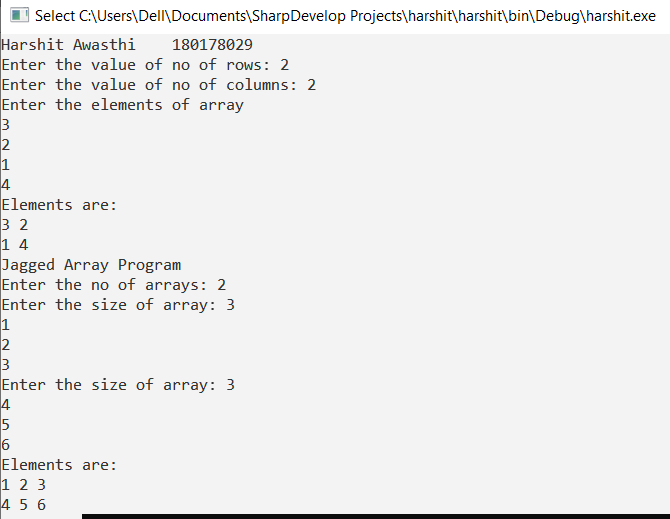 Select C:\Users\Dell\Documents\SharpDevelop Projects\harshit\harshit\bin\Debug\harshit.exe
Harshit Awasthi    180178029
Enter the value of no of rows: 2
Enter the value of no of columns: 2
Enter the elements of array
3
2
1
4
Elements are:
3 2
1 4
Jagged Array Program
Enter the no of arrays: 2
Enter the size of array: 3
1
2
3
Enter the size of array: 3
4
5
6
Elements are:
1 2 3
4 5 6